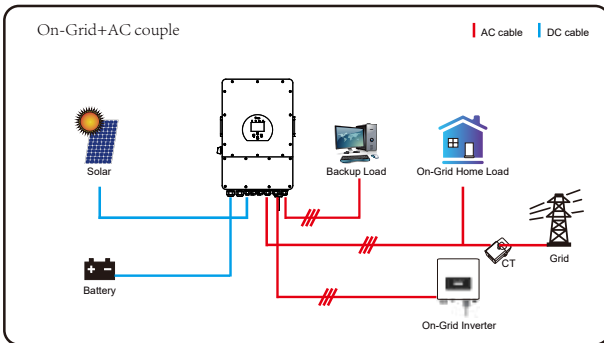 On-Grid+AC couple
AC cable
DC cable
Solar
Backup Load
On-Grid Home Load
CT
Grid
Battery
On-Grid Inverter